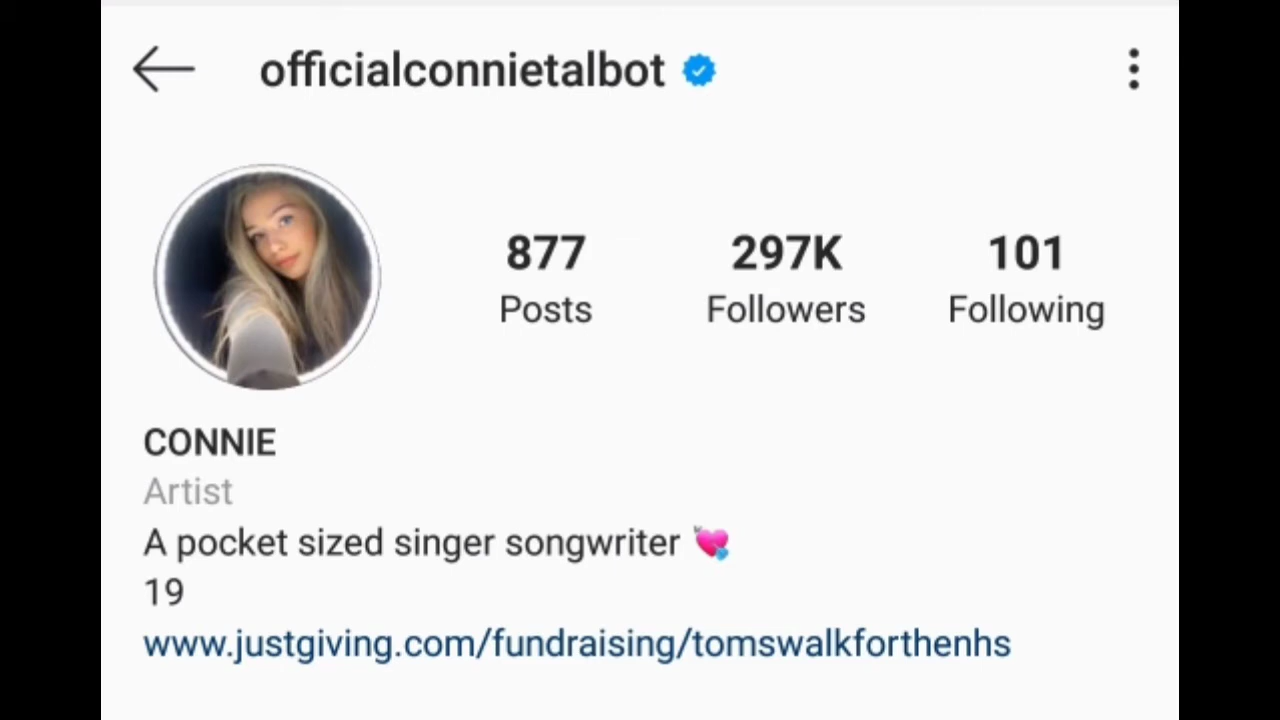 officialconnietalbot
877 297K 101
Posts Followers Following
CONNIE
Artist
A pocket sized singer songwriter 💘
19
www.justgiving.com/fundraising/tomswalkforthenhs